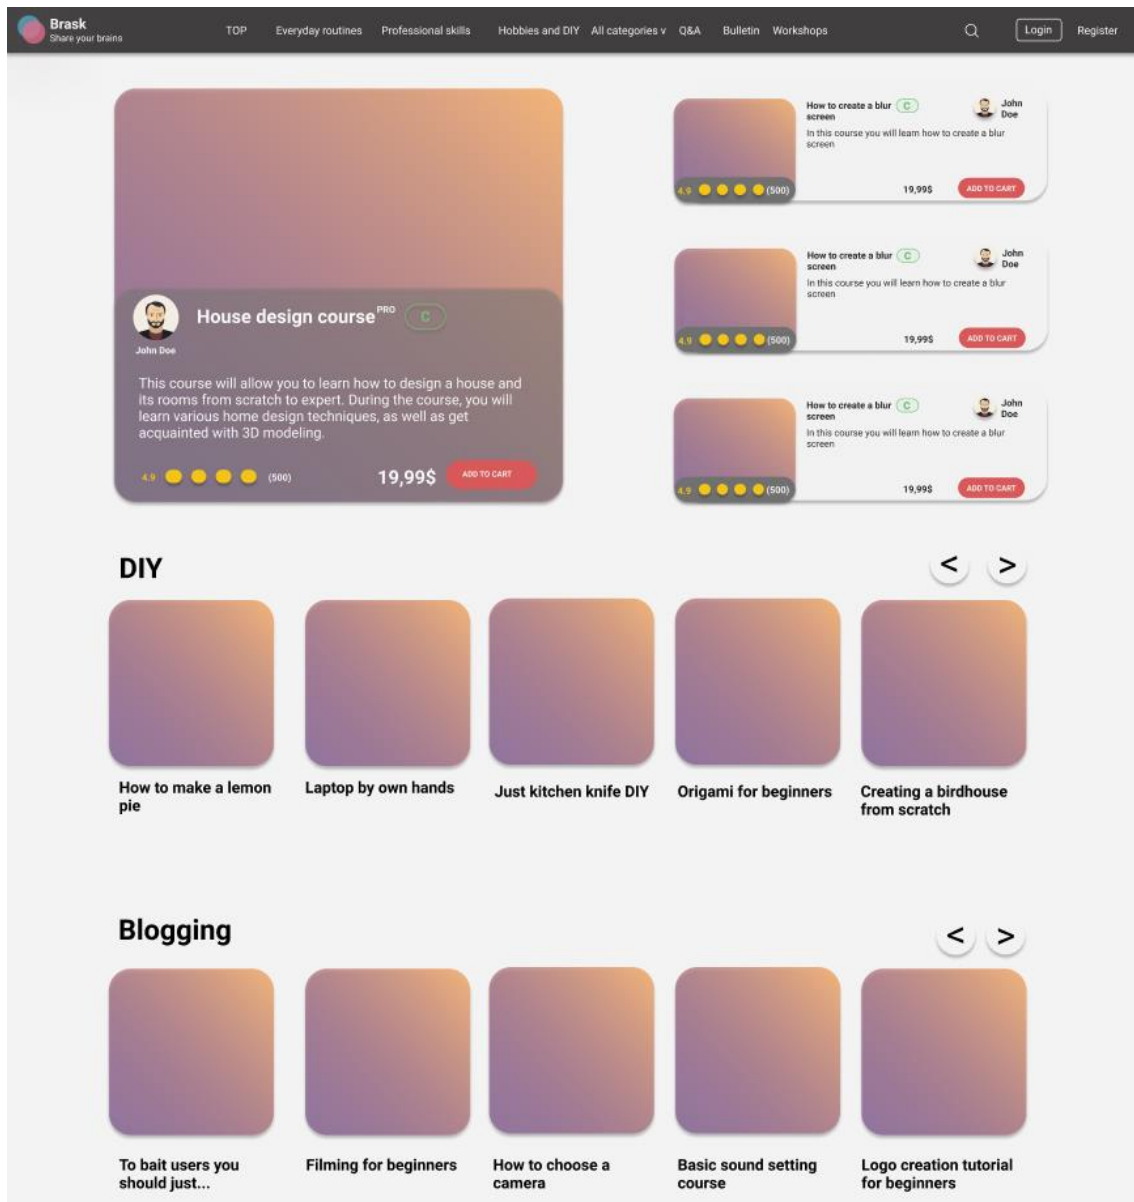 Brask
Share your brains
TOP Everyday routines Professional skills Hobbies and DIY All categories v Q&A Bulletin Workshops Login Register
House design course PRO C
John Doe
This course will allow you to learn how to design a house and
its rooms from scratch to expert. During the course, you will
learn various home design techniques, as well as get
acquainted with 3D modeling.
4.9 (500) 19,99$ ADD TO CART
How to create a blur C
screen
John
Doe
In this course you will learn how to create a blur
screen
4.9 (500) 19,99$ ADD TO CART
How to create a blur C
screen
John
Doe
In this course you will learn how to create a blur
screen
4.9 (500) 19,99$ ADD TO CART
How to create a blur C
screen
John
Doe
In this course you will learn how to create a blur
screen
4.9 (500) 19,99$ ADD TO CART
DIY < >
How to make a lemon
pie
Laptop by own hands
Just kitchen knife DIY
Origami for beginners
Creating a birdhouse
from scratch
Blogging < >
To bait users you
should just...
Filming for beginners
How to choose a
camera
Basic sound setting
course
Logo creation tutorial
for beginners